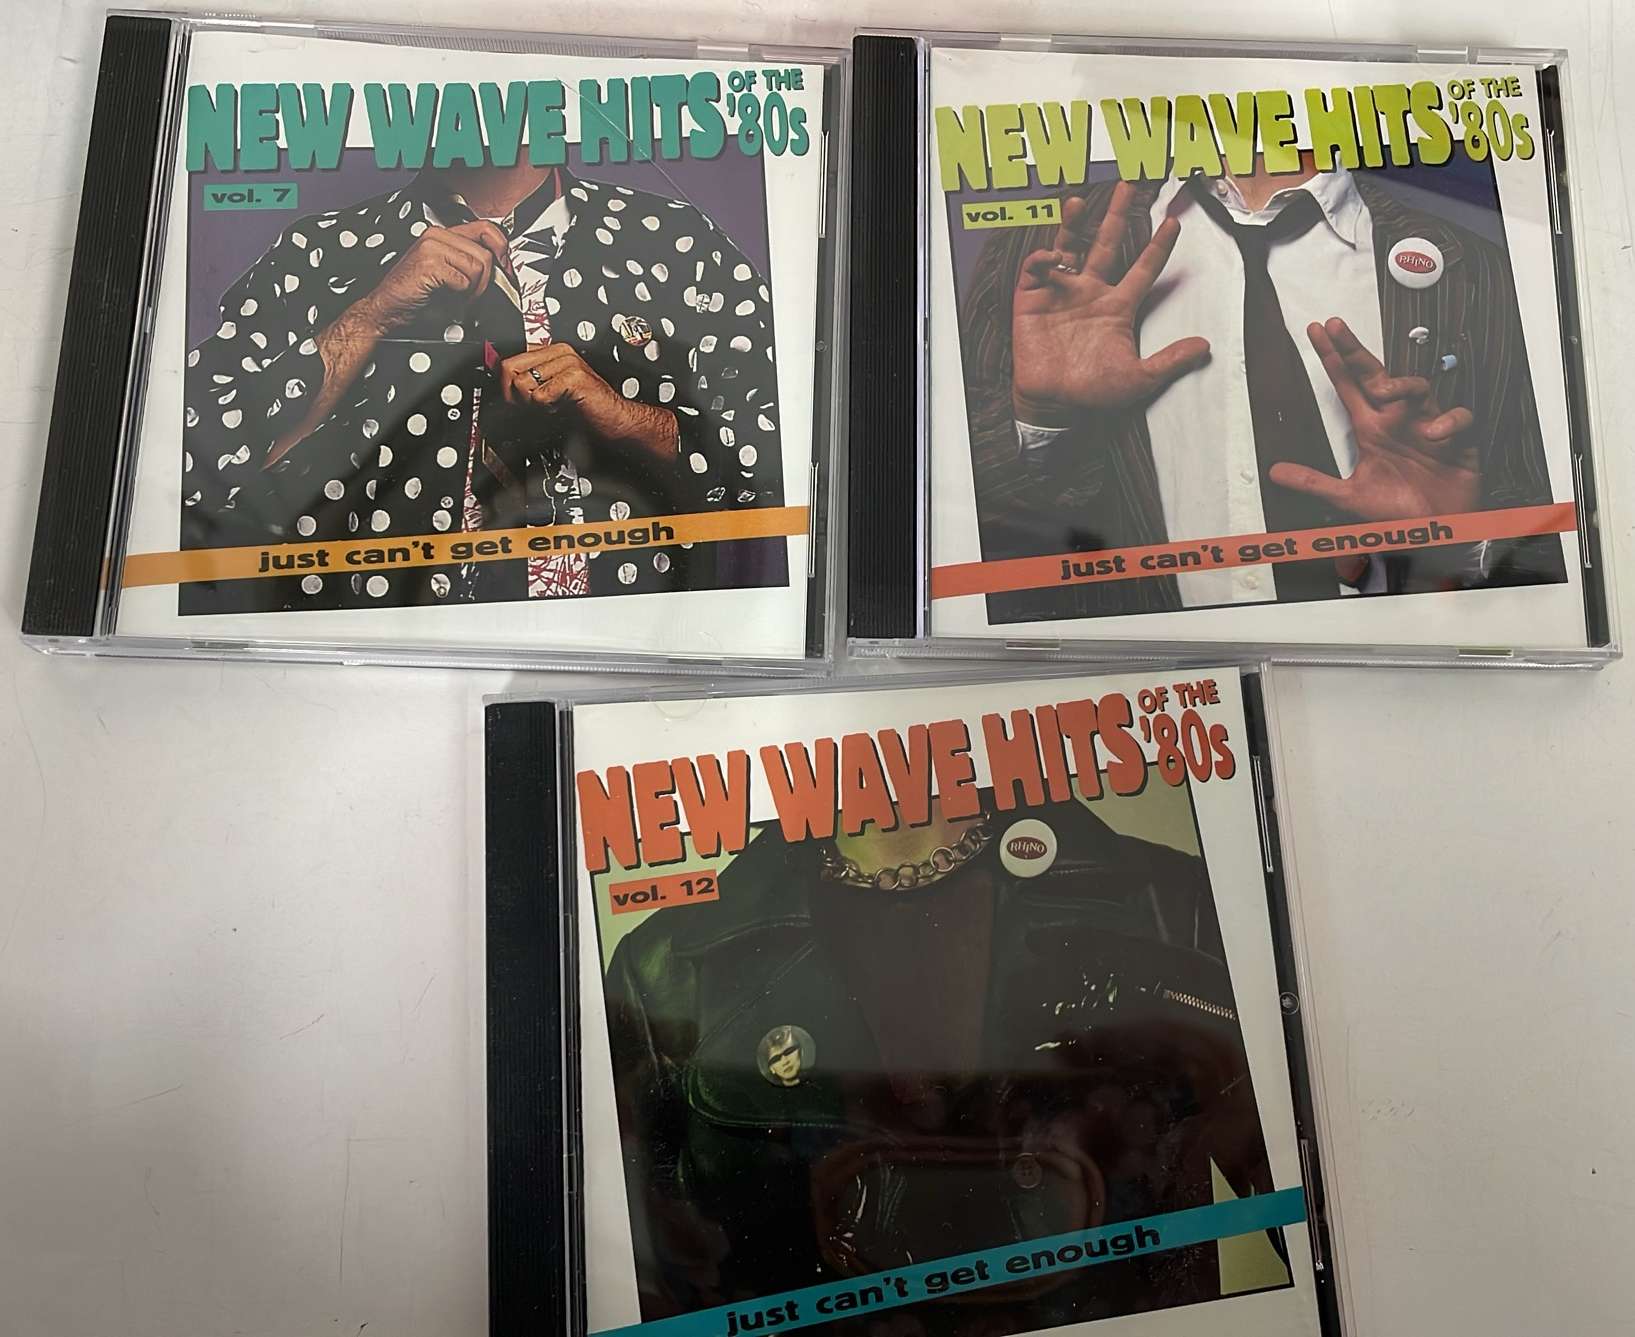 NEW WAVE HITS OF THE '80s
vol. 7
just can't get enough
NEW WAVE HITS OF THE '80s
vol. 11
RHINO
just can't get enough
NEW WAVE HITS OF THE '80s
RHINO
vol. 12
just can't get enough